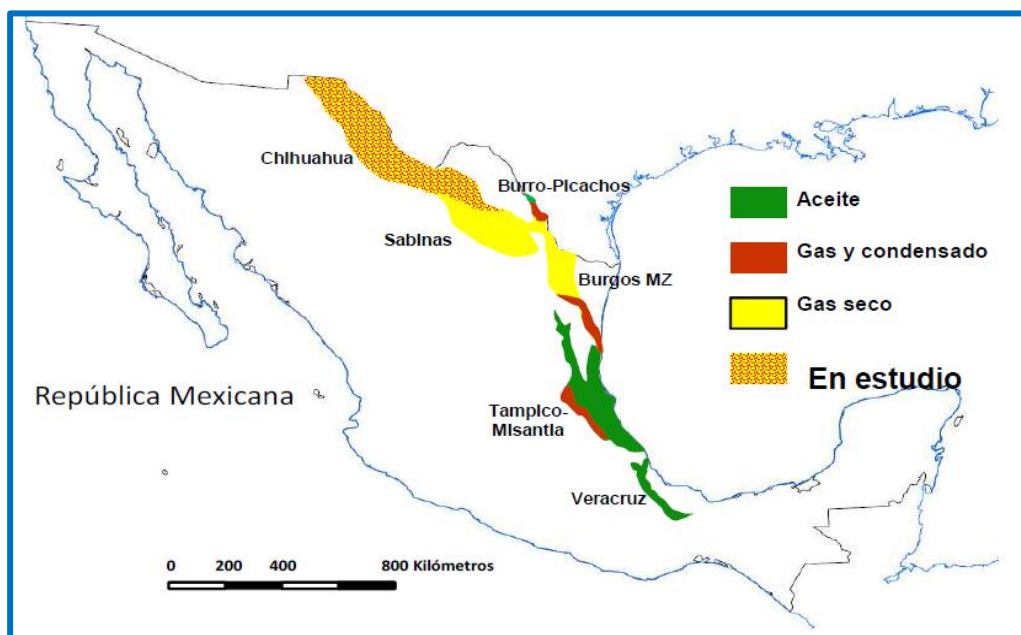 Chihuahua
Burro-Picachos
Sabinas
Burgos MZ
Aceite
Gas y condensado
Gas seco
En estudio
República Mexicana
Tampico-
Misantla
Veracruz
0 200 400 800 Kilómetros